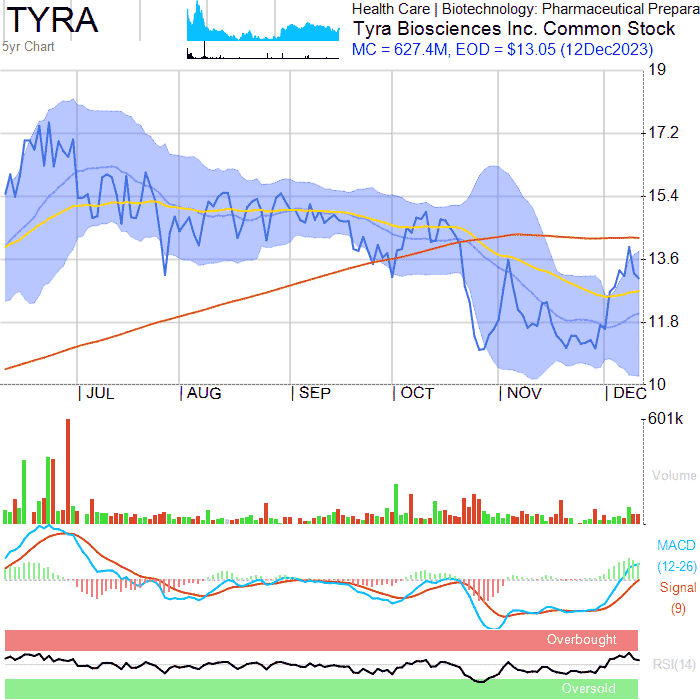 TYRA
5yr Chart
Health Care | Biotechnology: Pharmaceutical Prepara
Tyra Biosciences Inc. Common Stock
MC = 627.4M, EOD = $13.05 (12Dec2023)
19
17.2
15.4
13.6
11.8
10
| JUL
| AUG
| SEP
| OCT
| NOV
| DEC
601k
Volume
MACD
(12-26)
Signal
(9)
Overbought
RSI(14)
Oversold